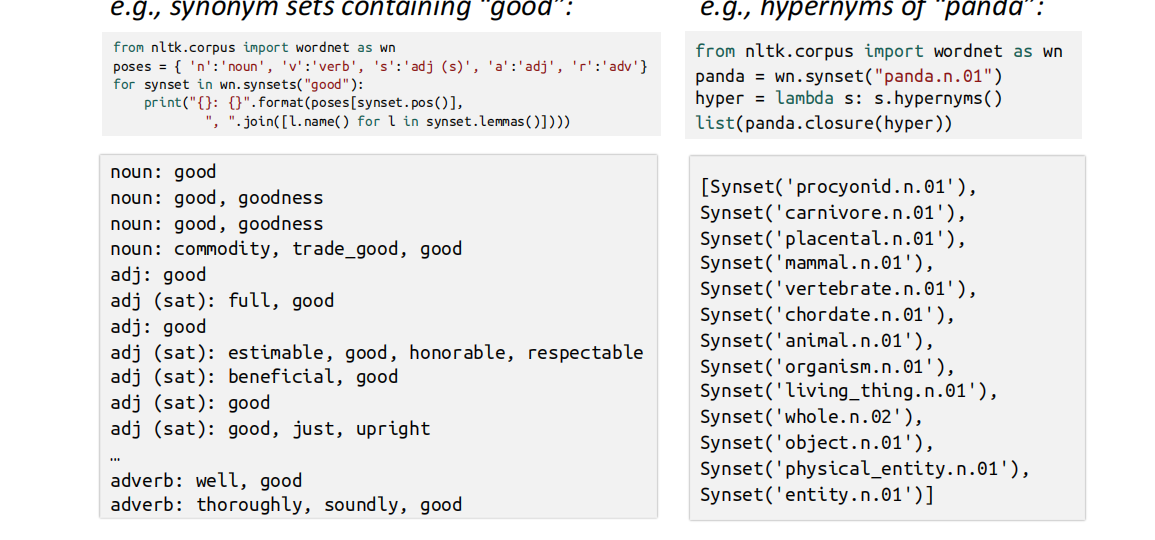 e.g., synonym sets containing "good":
from nltk.corpus import wordnet as wn
poses = { 'n':'noun', 'v':'verb', 's':'adj (s)', 'a':'adj', 'r':'adv'}
for synset in wn.synsets("good"):
    print("{}: {}".format(poses[synset.pos()],
            ", ".join([l.name() for l in synset.lemmas()])))
noun: good
noun: good, goodness
noun: good, goodness
noun: commodity, trade_good, good
adj: good
adj (sat): full, good
adj: good
adj (sat): estimable, good, honorable, respectable
adj (sat): beneficial, good
adj (sat): good
adj (sat): good, just, upright
…
adverb: well, good
adverb: thoroughly, soundly, good
e.g., hypernyms of "panda":
from nltk.corpus import wordnet as wn
panda = wn.synset("panda.n.01")
hyper = lambda s: s.hypernyms()
list(panda.closure(hyper))
[Synset('procyonid.n.01'),
Synset('carnivore.n.01'),
Synset('placental.n.01'),
Synset('mammal.n.01'),
Synset('vertebrate.n.01'),
Synset('chordate.n.01'),
Synset('animal.n.01'),
Synset('organism.n.01'),
Synset('living_thing.n.01'),
Synset('whole.n.02'),
Synset('object.n.01'),
Synset('physical_entity.n.01'),
Synset('entity.n.01')]